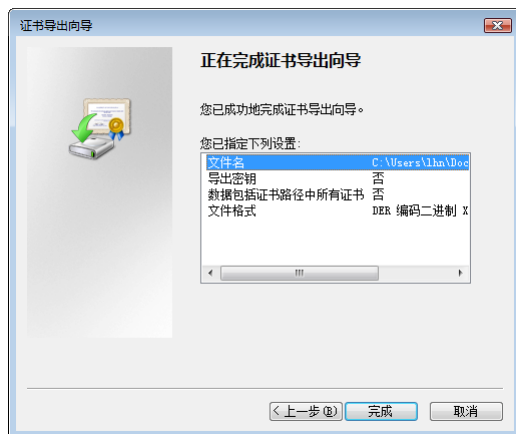 证书导出向导
正在完成证书导出向导
您已成功地完成证书导出向导。
您已指定下列设置:
文件名 C:\Users\lhn\Doc
导出密钥 否
数据包括证书路径中所有证书 否
文件格式 DER 编码二进制 X
< 上一步(B) 完成 取消